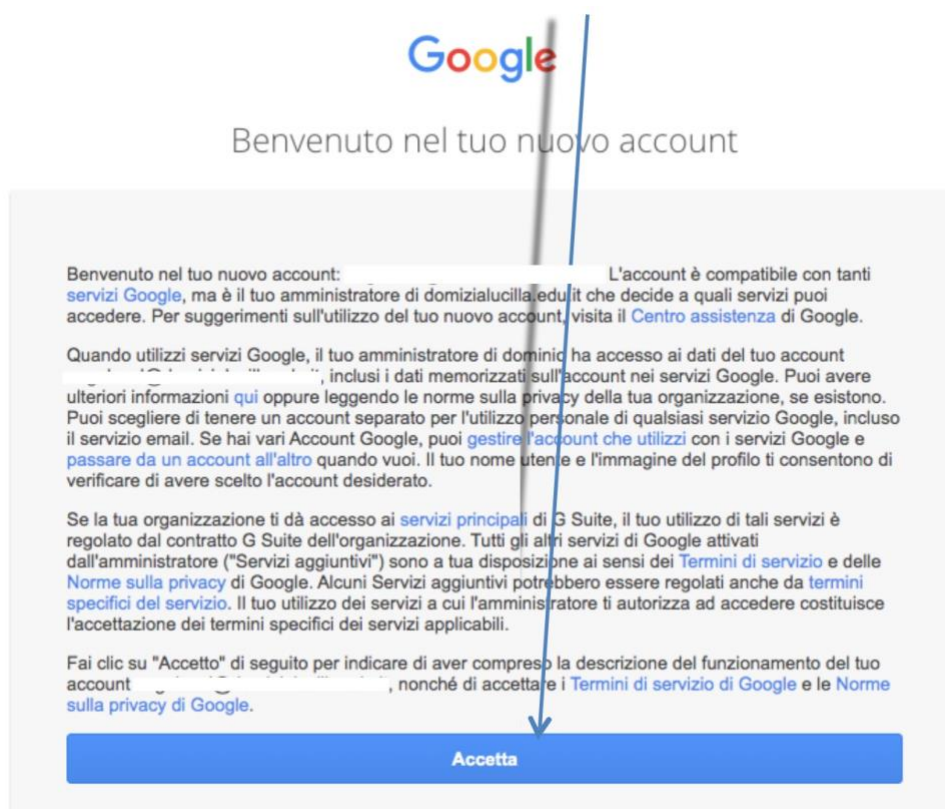 Google
Benvenuto nel tuo nuovo account
Benvenuto nel tuo nuovo account: L'account è compatibile con tanti
servizi Google, ma è il tuo amministratore di domizialucilla.edu.it che decide a quali servizi puoi
accedere. Per suggerimenti sull'utilizzo del tuo nuovo account, visita il Centro assistenza di Google.
Quando utilizzi servizi Google, il tuo amministratore di dominio ha accesso ai dati del tuo account
, inclusi i dati memorizzati sull'account nei servizi Google. Puoi avere
ulteriori informazioni qui oppure leggendo le norme sulla privacy della tua organizzazione, se esistono.
Puoi scegliere di tenere un account separato per l'utilizzo personale di qualsiasi servizio Google, incluso
il servizio email. Se hai vari Account Google, puoi gestire l'account che utilizzi con i servizi Google e
passare da un account all'altro quando vuoi. Il tuo nome utente e l'immagine del profilo ti consentono di
verificare di avere scelto l'account desiderato.
Se la tua organizzazione ti dà accesso ai servizi principali di G Suite, il tuo utilizzo di tali servizi è
regolato dal contratto G Suite dell'organizzazione. Tutti gli altri servizi di Google attivati
dall'amministratore ("Servizi aggiuntivi") sono a tua disposizione ai sensi dei Termini di servizio e delle
Norme sulla privacy di Google. Alcuni Servizi aggiuntivi potrebbero essere regolati anche da termini
specifici del servizio. Il tuo utilizzo dei servizi a cui l'amministratore ti autorizza ad accedere costituisce
l'accettazione dei termini specifici dei servizi applicabili.
Fai clic su "Accetto" di seguito per indicare di aver compreso la descrizione del funzionamento del tuo
account , nonché di accettare i Termini di servizio di Google e le Norme
sulla privacy di Google.
Accetta